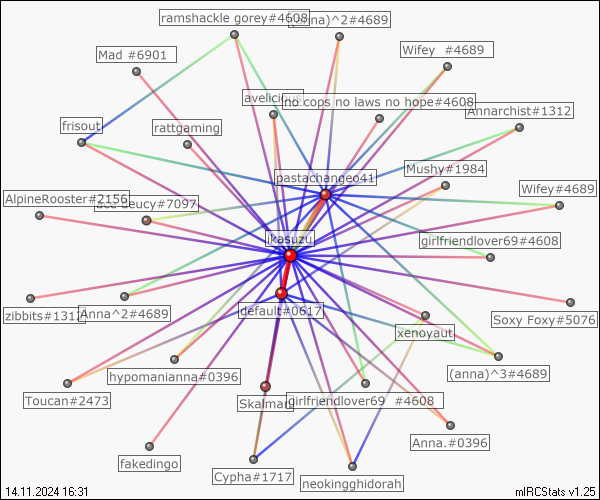 ramshackle gorey#4608
(anna)^2#4689
Wifey #4689
Mad #6901
avelicious
no cops no laws no hope#4608
Annarchist#1312
frisout
rattgaming
pastachangeo41
Mushy#1984
AlpineRooster#2156
deucy#7097
Wifey#4689
ikasuzu
girlfriendlover69#4608
zibbits#1312
Anna^2#4689
default#0617
Soxy Foxy#5076
xenoyaut
hypomanianna#0396
(anna)^3#4689
Toucan#2473
Skalman
girlfriendlover69 #4608
Anna.#0396
fakedingo
Cypha#1717
neokingghidorah
14.11.2024 16:31
mIRCStats v1.25